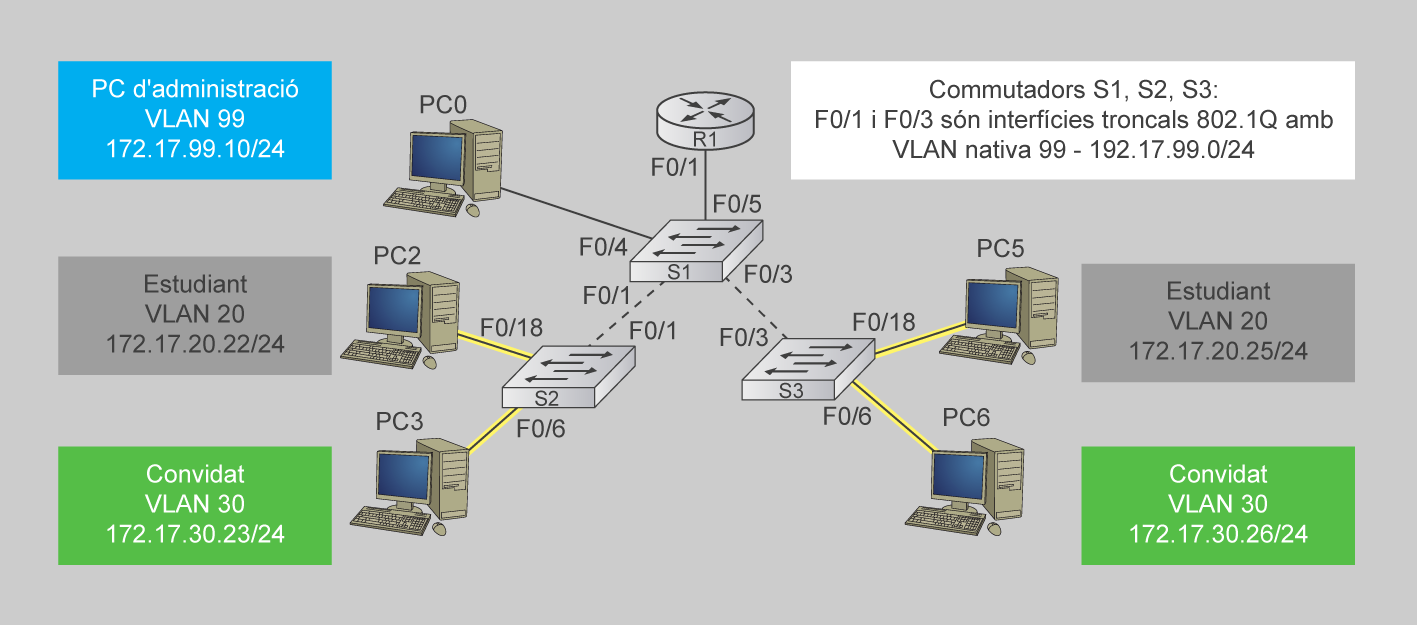 PC d'administració
VLAN 99
172.17.99.10/24
PC0
R1
F0/1
Commutadors S1, S2, S3:
F0/1 i F0/3 són interfícies troncals 802.1Q amb
VLAN nativa 99 - 192.17.99.0/24
F0/5
F0/4
S1
F0/3
F0/1
PC2
Estudiant
VLAN 20
172.17.20.22/24
F0/18
F0/1
S2
F0/6
PC3
Convidat
VLAN 30
172.17.30.23/24
F0/3
F0/18
S3
F0/6
PC5
Estudiant
VLAN 20
172.17.20.25/24
PC6
Convidat
VLAN 30
172.17.30.26/24